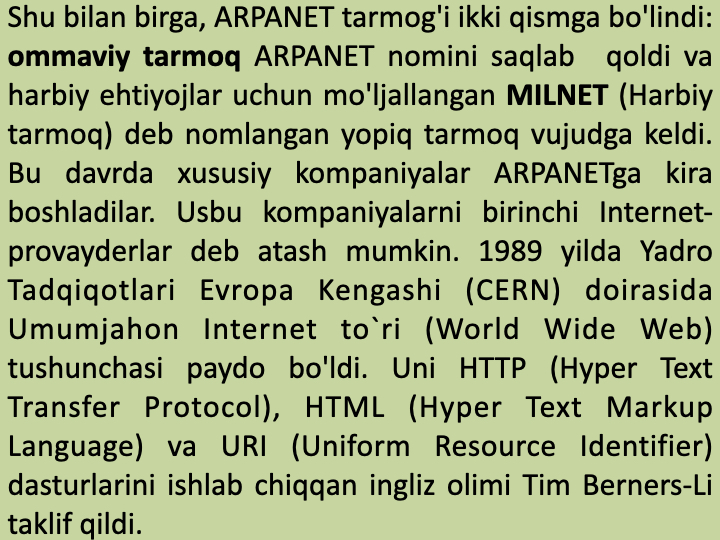 Shu bilan birga, ARPANET tarmog'i ikki qismga bo'lindi:
ommaviy tarmoq ARPANET nomini saqlab qoldi va
harbiy ehtiyojlar uchun mo'ljallangan MILNET (Harbiy
tarmoq) deb nomlangan yopiq tarmoq vujudga keldi.
Bu davrda xususiy kompaniyalar ARPANETga kira
boshladilar. Usbu kompaniyalarni birinchi Internet-
provayderlar deb atash mumkin. 1989 yilda Yadro
Tadqiqotlari Evropa Kengashi (CERN) doirasida
Umumjahon Internet to`ri (World Wide Web)
tushunchasi paydo bo'ldi. Uni HTTP (Hyper Text
Transfer Protocol), HTML (Hyper Text Markup
Language) va URI (Uniform Resource Identifier)
dasturlarini ishlab chiqqan ingliz olimi Tim Berners-Li
taklif qildi.